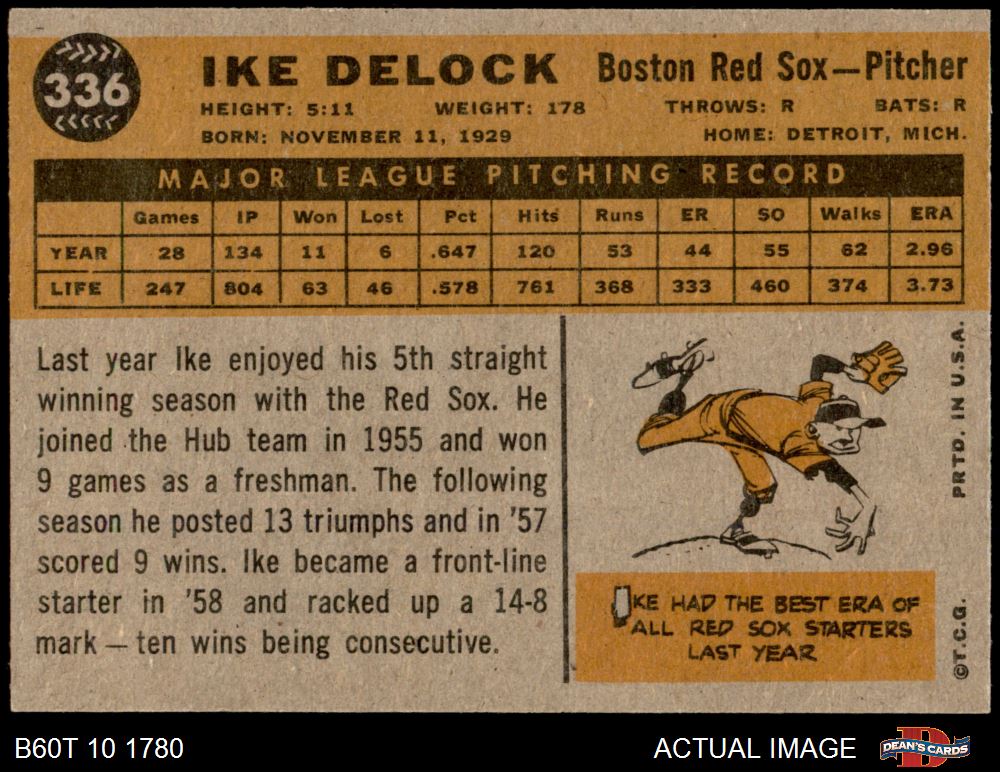 336
IKE DELOCK Boston Red Sox—Pitcher
HEIGHT: 5:11 WEIGHT: 178 THROWS: R BATS: R
BORN: NOVEMBER 11, 1929 HOME: DETROIT, MICH.
MAJOR LEAGUE PITCHING RECORD
Games IP Won Lost Pct Hits Runs ER SO Walks ERA
YEAR 28 134 11 6 .647 120 53 44 55 62 2.96
LIFE 247 804 63 46 .578 761 368 333 460 374 3.73
Last year Ike enjoyed his 5th straight
winning season with the Red Sox. He
joined the Hub team in 1955 and won
9 games as a freshman. The following
season he posted 13 triumphs and in '57
scored 9 wins. Ike became a front-line
starter in '58 and racked up a 14-8
mark — ten wins being consecutive.
IKE HAD THE BEST ERA OF
ALL RED SOX STARTERS
LAST YEAR
©T.C.G. PRTD. IN U.S.A.
B60T 10 1780 ACTUAL IMAGE DEAN'S CARDS